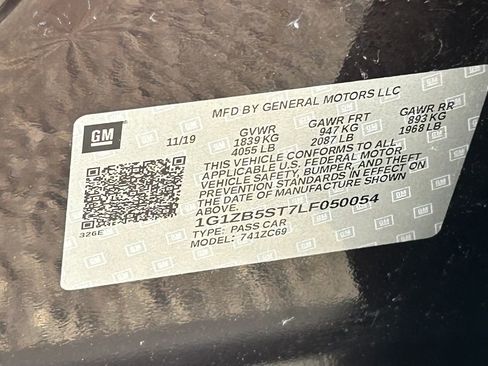 MFD BY GENERAL MOTORS LLC
GM
11/19 GVWR GAWR FRT GAWR RR
1839 KG 947 KG 893 KG
4055 LB 2087 LB 1968 LB
THIS VEHICLE CONFORMS TO ALL
APPLICABLE U.S. FEDERAL MOTOR
VEHICLE SAFETY, BUMPER, AND THEFT
PREVENTION STANDARDS IN EFFECT ON
THE DATE OF MANUFACTURE SHOWN
ABOVE.
1G1ZB5ST7LF050054
326E
TYPE: PASS CAR
MODEL: 741ZC69